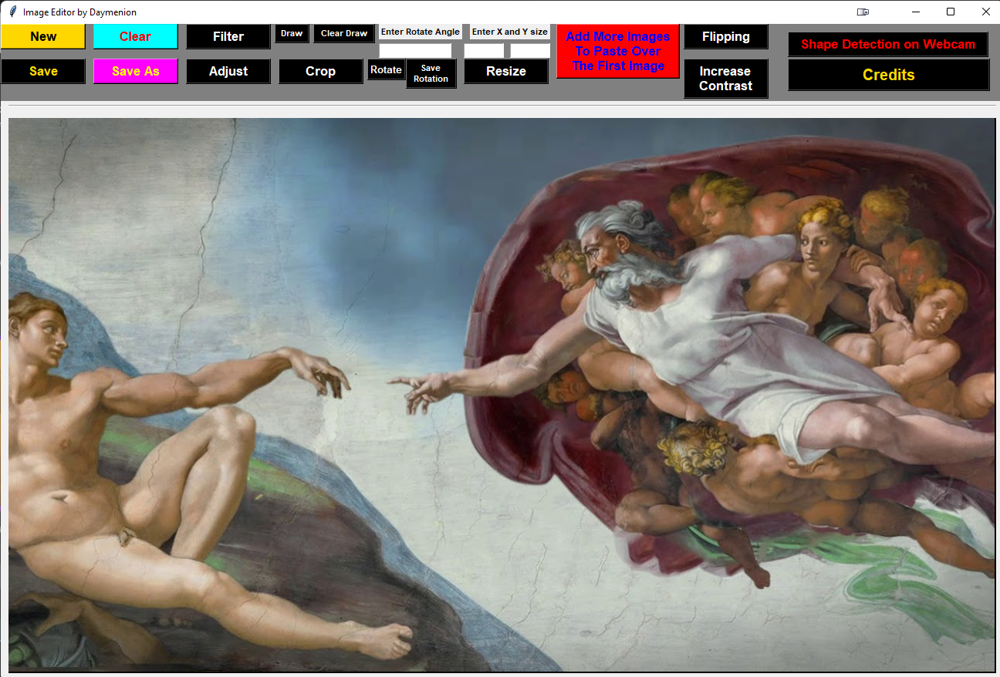 Image Editor by Daymenion
New
Clear
Filter
Draw
Clear Draw
Enter Rotate Angle
Enter X and Y size
Add More Images
To Paste Over
The First Image
Flipping
Shape Detection on Webcam
Save
Save As
Adjust
Crop
Rotate
Save
Rotation
Resize
Increase
Contrast
Credits